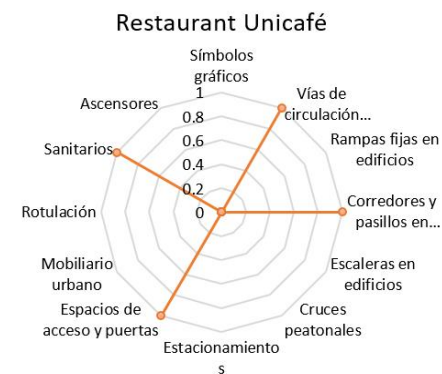 Restaurant Unicafé
Símbolos
gráficos
Vías de
circulación...
Rampas fijas en
edificios
Corredores y
pasillos en...
Escaleras en
edificios
Cruces
peatonales
Estacionamiento
s
Espacios de
acceso y puertas
Mobiliario
urbano
Rotulación
Sanitarios
Ascensores
1
0.8
0.6
0.4
0.2
0